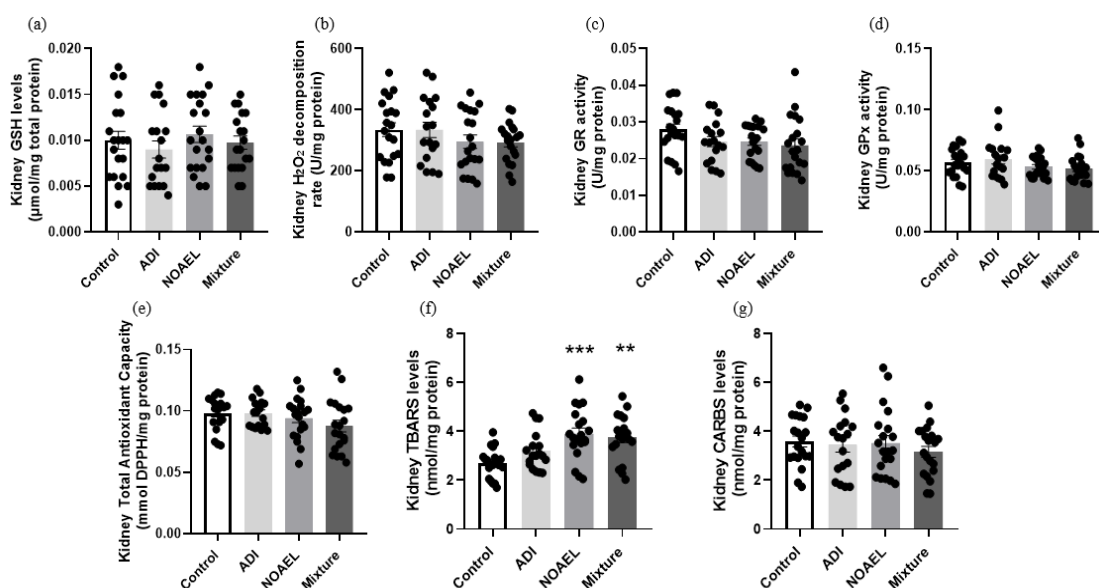 (a)
Kidney GSH levels
(µmol/mg total protein)
0.020
0.015
0.010
0.005
0.000
Control
ADI
NOAEL
Mixture
(b)
Kidney H₂O₂ decomposition
rate (U/mg protein)
600
400
200
0
Control
ADI
NOAEL
Mixture
(c)
Kidney GR activity
(U/mg protein)
0.05
0.04
0.03
0.02
0.01
0.00
Control
ADI
NOAEL
Mixture
(d)
Kidney GPx activity
(U/mg protein)
0.15
0.10
0.05
0.00
Control
ADI
NOAEL
Mixture
(e)
Kidney Total Antioxidant Capacity
(mmol DPPH/mg protein)
0.15
0.10
0.05
0.00
Control
ADI
NOAEL
Mixture
(f)
Kidney TBARS levels
(nmol/mg protein)
8
6
4
2
0
***
**
Control
ADI
NOAEL
Mixture
(g)
Kidney CARBS levels
(nmol/mg protein)
8
6
4
2
0
Control
ADI
NOAEL
Mixture